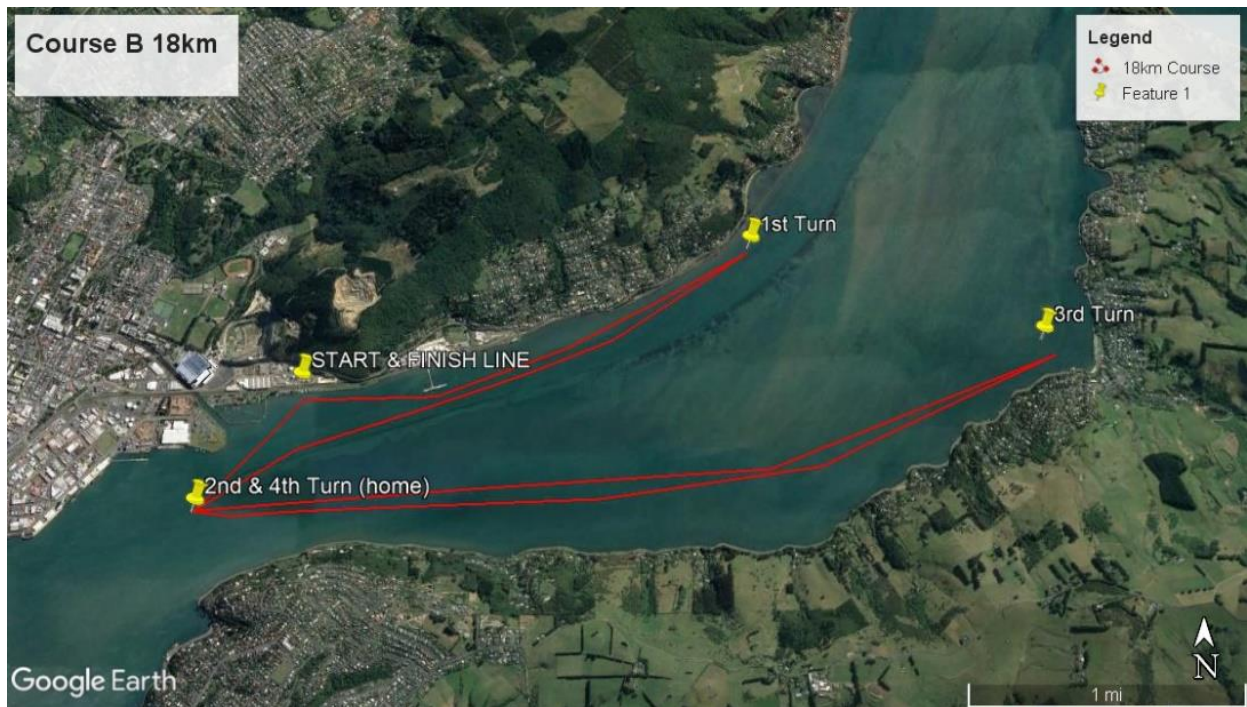 Course B 18km
Legend
18km Course
Feature 1
1st Turn
3rd Turn
START & FINISH LINE
2nd & 4th Turn (home)
N
Google Earth
1 mi